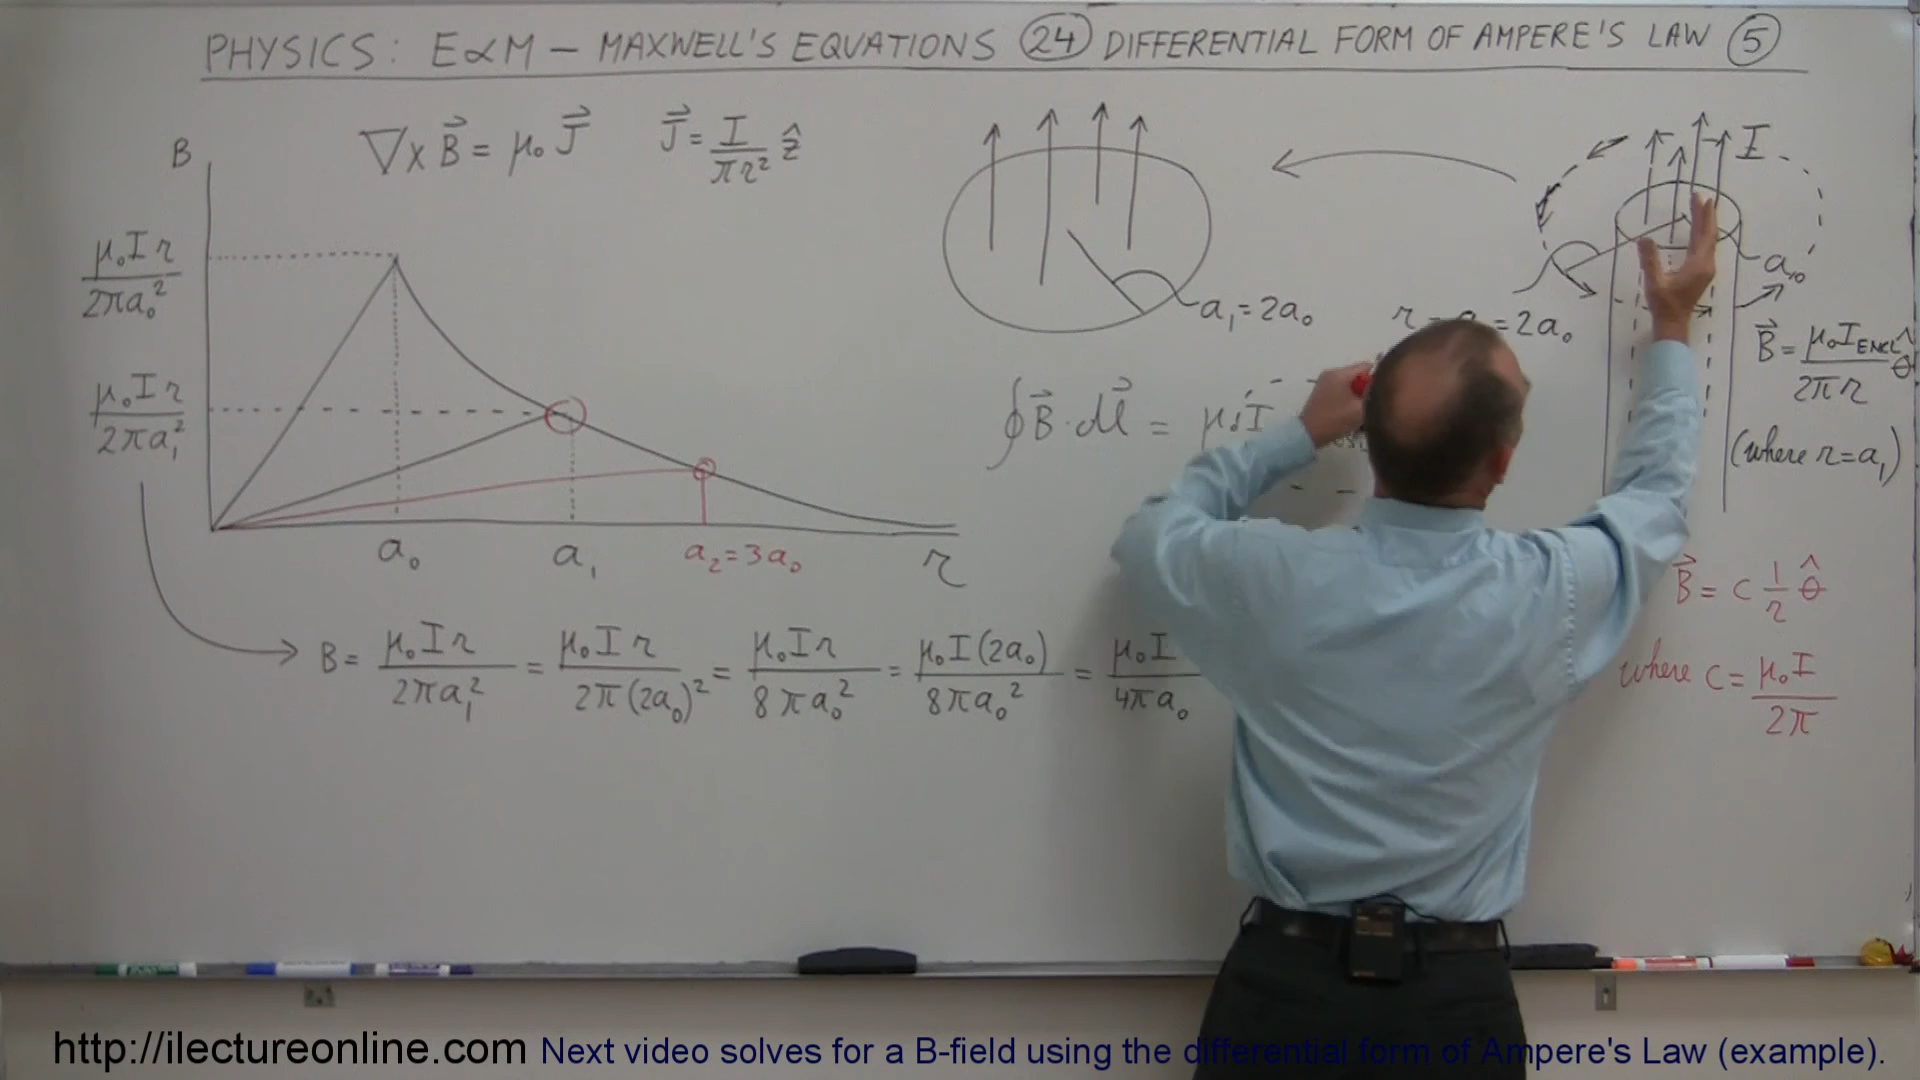 PHYSICS: E&M – MAXWELL'S EQUATIONS (24) DIFFERENTIAL FORM OF AMPERE'S LAW (5)
B
∇×B⃗ = μ₀J⃗
J⃗ = I/πr² ẑ
μ₀Ir/2πa₀²
μ₀Ir/2πa₁²
a₀
a₁
a₂=3a₀
r
a₁=2a₀
I
a₀
=2a₀
∮B⃗·dl⃗ = μ₀I
B⃗ = μ₀I_ENCL/2πr θ̂
(where r=a₁)
B⃗ = c 1/r θ̂
where c = μ₀I/2π
B = μ₀Ir/2πa₁² = μ₀Ir/2π(2a₀)² = μ₀Ir/8πa₀² = μ₀I(2a₀)/8πa₀² = μ₀I/4πa₀
http://ilectureonline.com Next video solves for a B-field using the differential form of Ampere's Law (example).